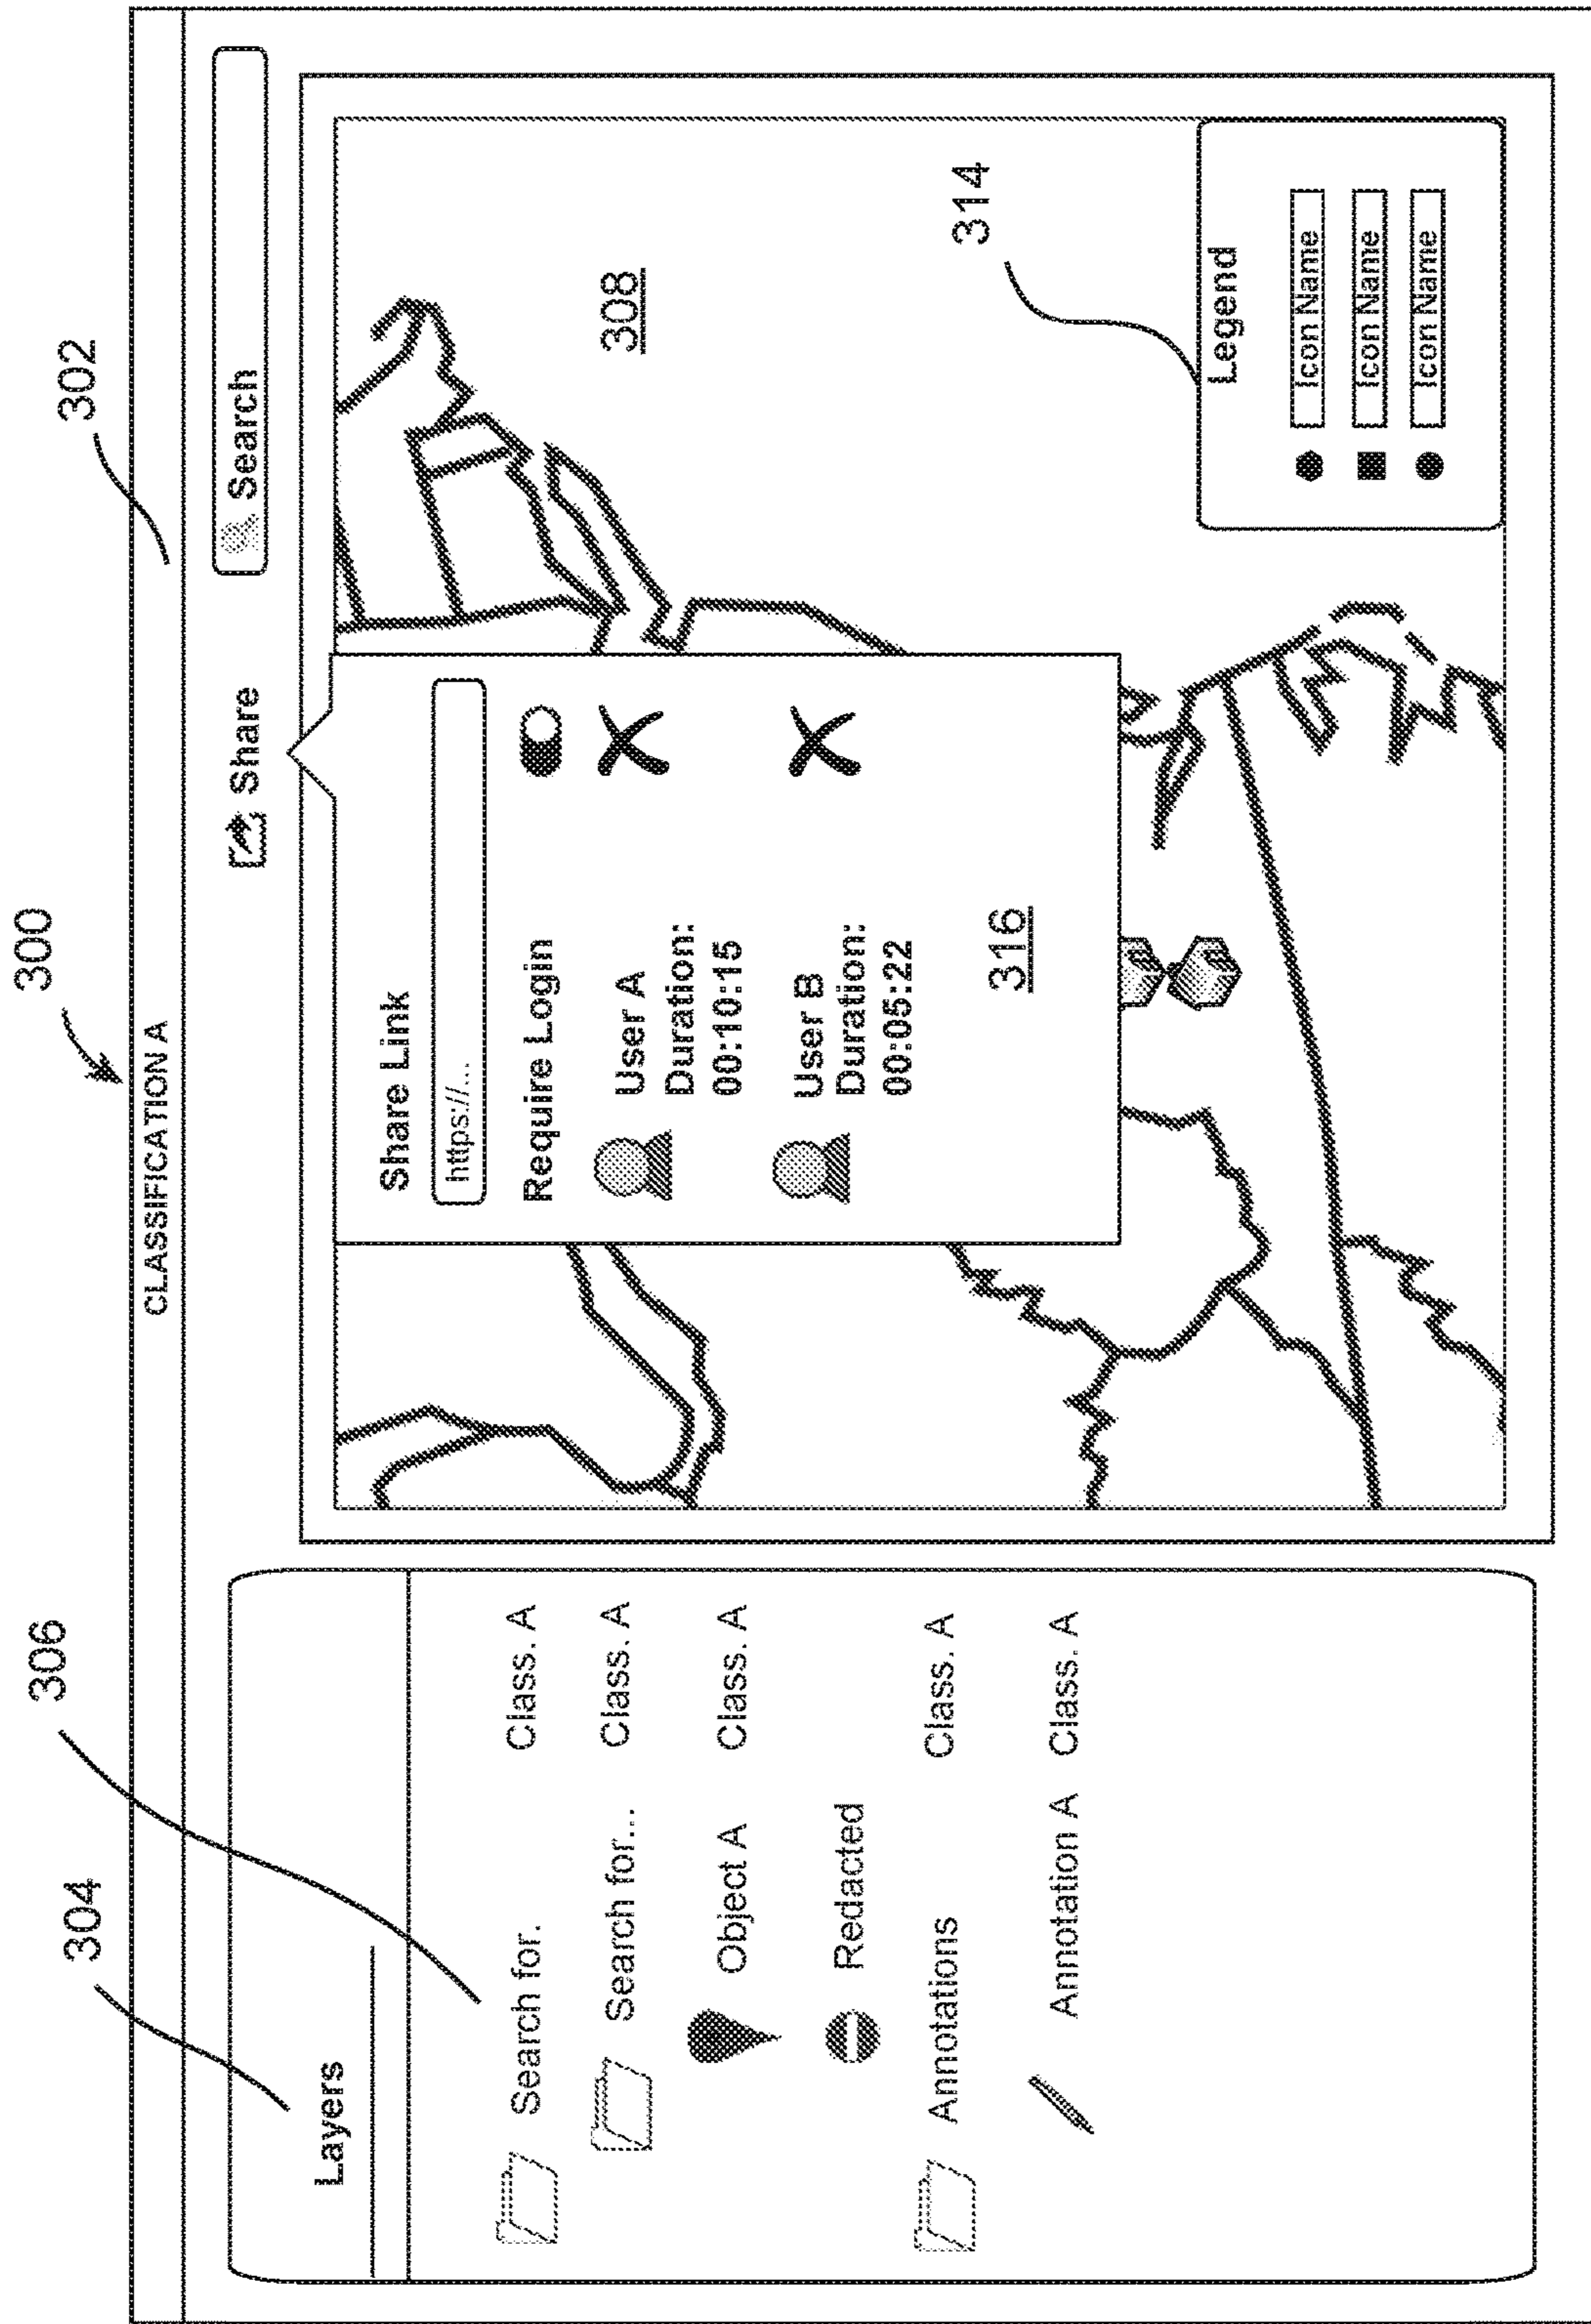 300
302
CLASSIFICATION A
304
306
Share
Search
Layers
Search for.
Class. A
Search for...
Class. A
Object A
Class. A
Redacted
Annotations
Class. A
Annotation A
Class. A
Share Link
https://...
Require Login
User A
Duration:
00:10:15
User B
Duration:
00:05:22
316
308
314
Legend
Icon Name
Icon Name
Icon Name